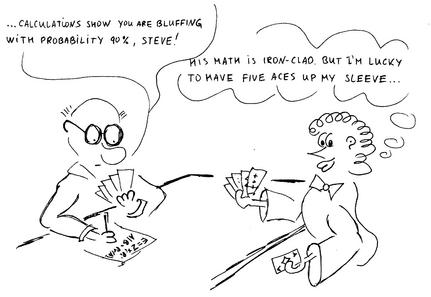 ...CALCULATIONS SHOW YOU ARE BLUFFING
WITH PROBABILITY 90%, STEVE!
HIS MATH IS IRON-CLAD. BUT I'M LUCKY
TO HAVE FIVE ACES UP MY SLEEVE...